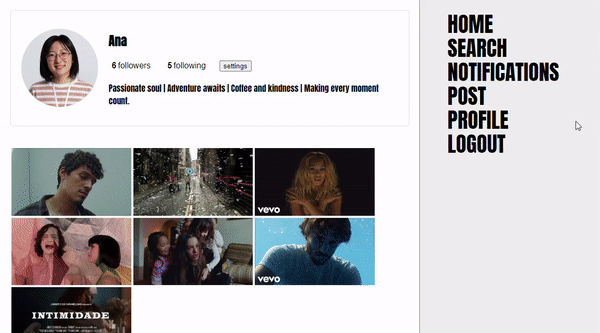 Ana
6 followers 5 following settings
Passionate soul | Adventure awaits | Coffee and kindness | Making every moment
count.
HOME
SEARCH
NOTIFICATIONS
POST
PROFILE
LOGOUT
vevo
vevo
INTIMIDADE